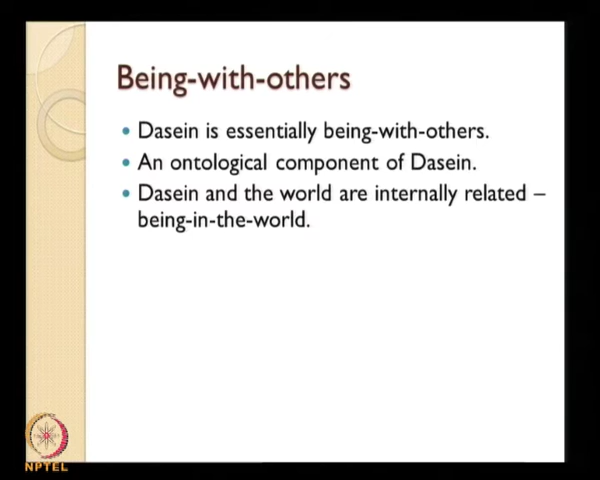 Being-with-others
• Dasein is essentially being-with-others.
• An ontological component of Dasein.
• Dasein and the world are internally related –
being-in-the-world.
NPTEL